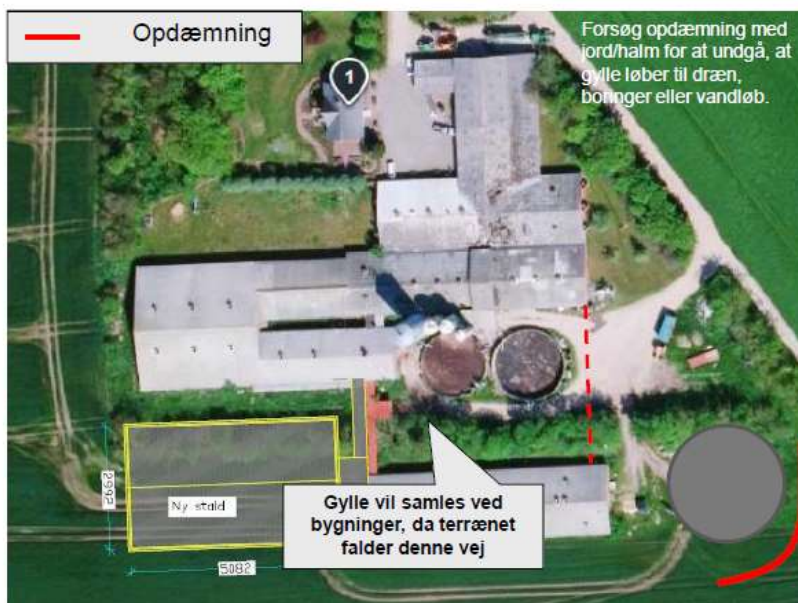 Opdæmning
Forsøg opdæmning med
jord/halm for at undgå, at
gylle løber til dræn,
boringer eller vandløb.
1
Ny stald
2992
5082
Gylle vil samles ved
bygninger, da terrænet
falder denne vej